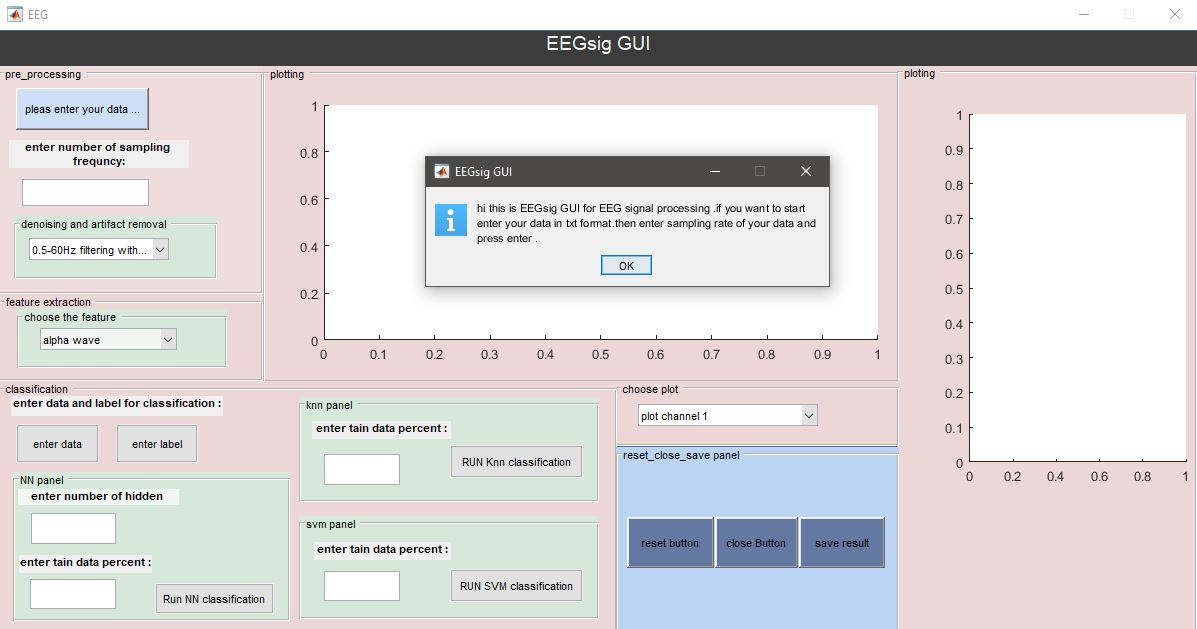 EEG
EEGsig GUI
pre_processing
pleas enter your data ...
enter number of sampling
frequncy:
denoising and artifact removal
0.5-60Hz filtering with...
feature extraction
choose the feature
alpha wave
plotting
1
0.8
0.6
0.4
0.2
0
0 0.1 0.2 0.3 0.4 0.5 0.6 0.7 0.8 0.9 1
EEGsig GUI
hi this is EEGsig GUI for EEG signal processing .if you want to start
enter your data in txt format.then enter sampling rate of your data and
press enter .
OK
ploting
1
0.9
0.8
0.7
0.6
0.5
0.4
0.3
0.2
0.1
0
0 0.2 0.4 0.6 0.8 1
classification
enter data and label for classification :
enter data enter label
NN panel
enter number of hidden
enter tain data percent :
Run NN classification
knn panel
enter tain data percent :
RUN Knn classification
svm panel
enter tain data percent :
RUN SVM classification
choose plot
plot channel 1
reset_close_save panel
reset button close Button save result